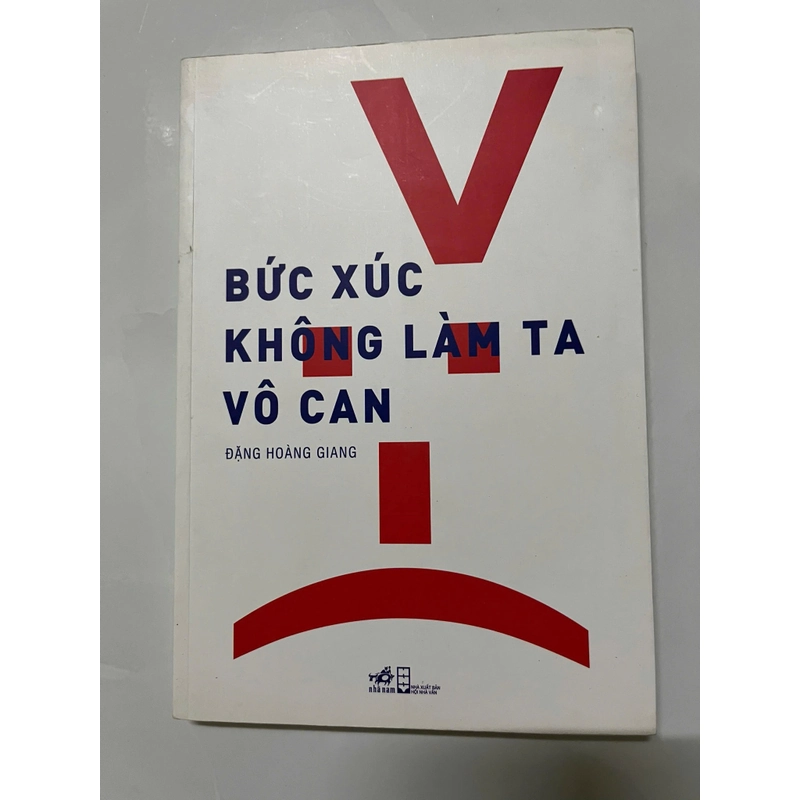 BỨC XÚC
KHÔNG LÀM TA
VÔ CAN
ĐẶNG HOÀNG GIANG
nhã nam
NHÀ XUẤT BẢN
HỘI NHÀ VĂN